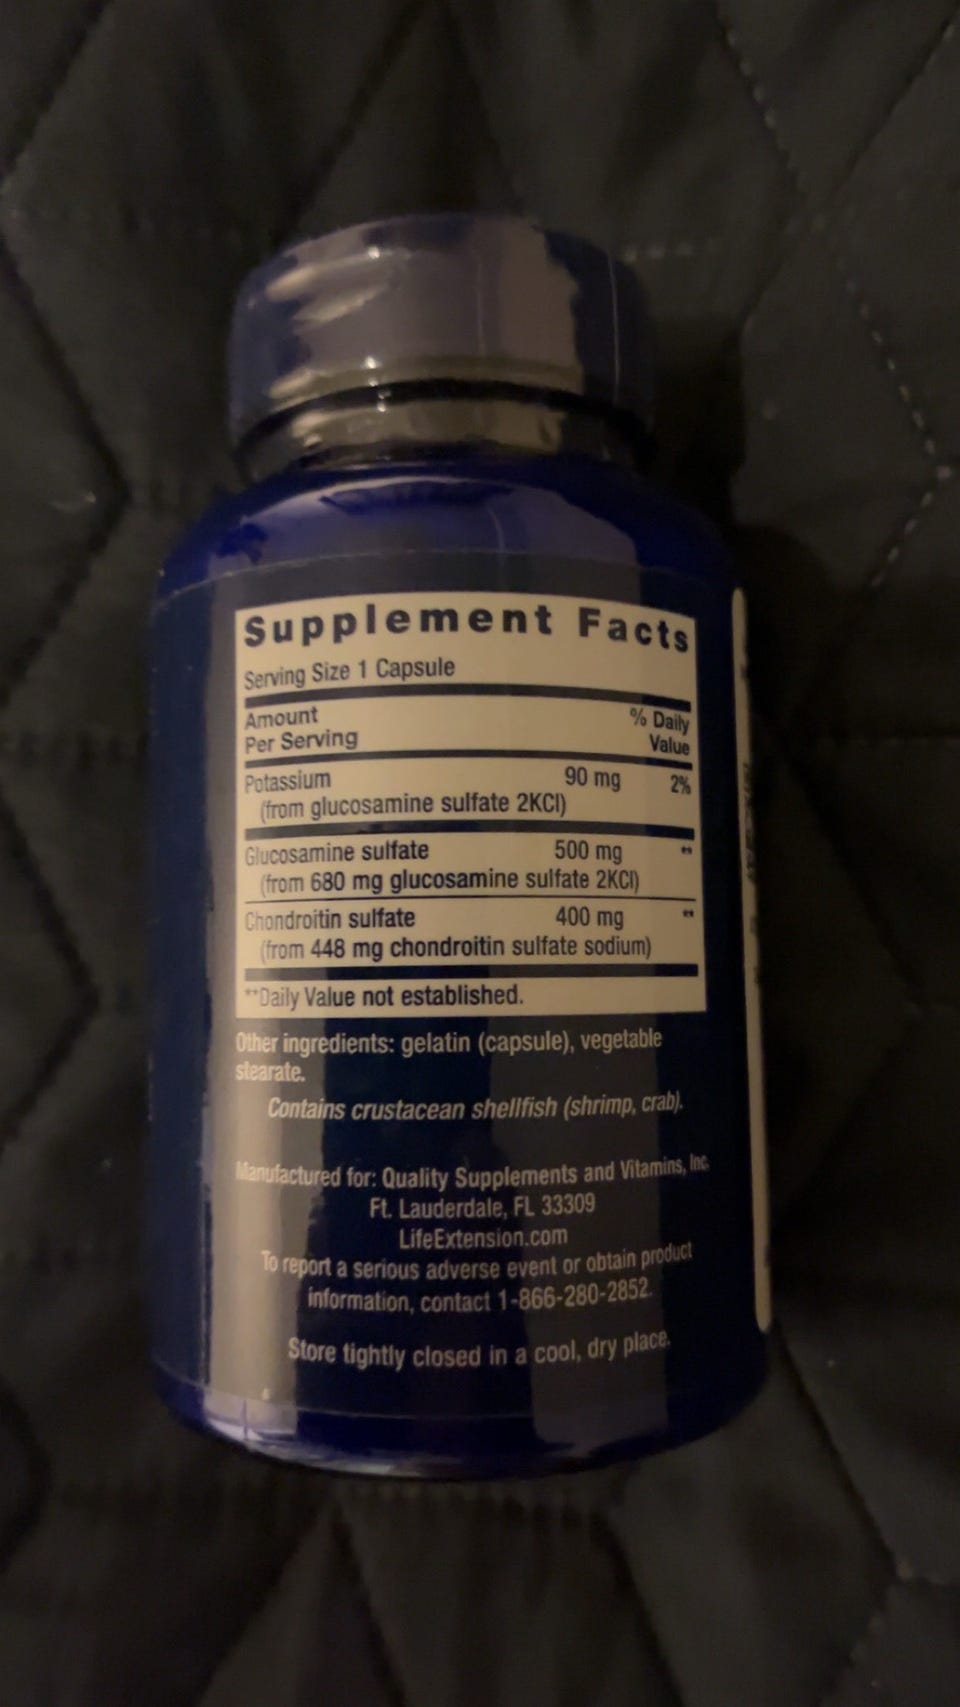 Supplement Facts
Serving Size 1 Capsule
Amount
Per Serving
% Daily
Value
Potassium 90 mg 2%
(from glucosamine sulfate 2KCl)
Glucosamine sulfate 500 mg **
(from 680 mg glucosamine sulfate 2KCl)
Chondroitin sulfate 400 mg **
(from 448 mg chondroitin sulfate sodium)
**Daily Value not established.
Other ingredients: gelatin (capsule), vegetable
stearate.
Contains crustacean shellfish (shrimp, crab).
Manufactured for: Quality Supplements and Vitamins, Inc.
Ft. Lauderdale, FL 33309
LifeExtension.com
To report a serious adverse event or obtain product
information, contact 1-866-280-2852.
Store tightly closed in a cool, dry place.